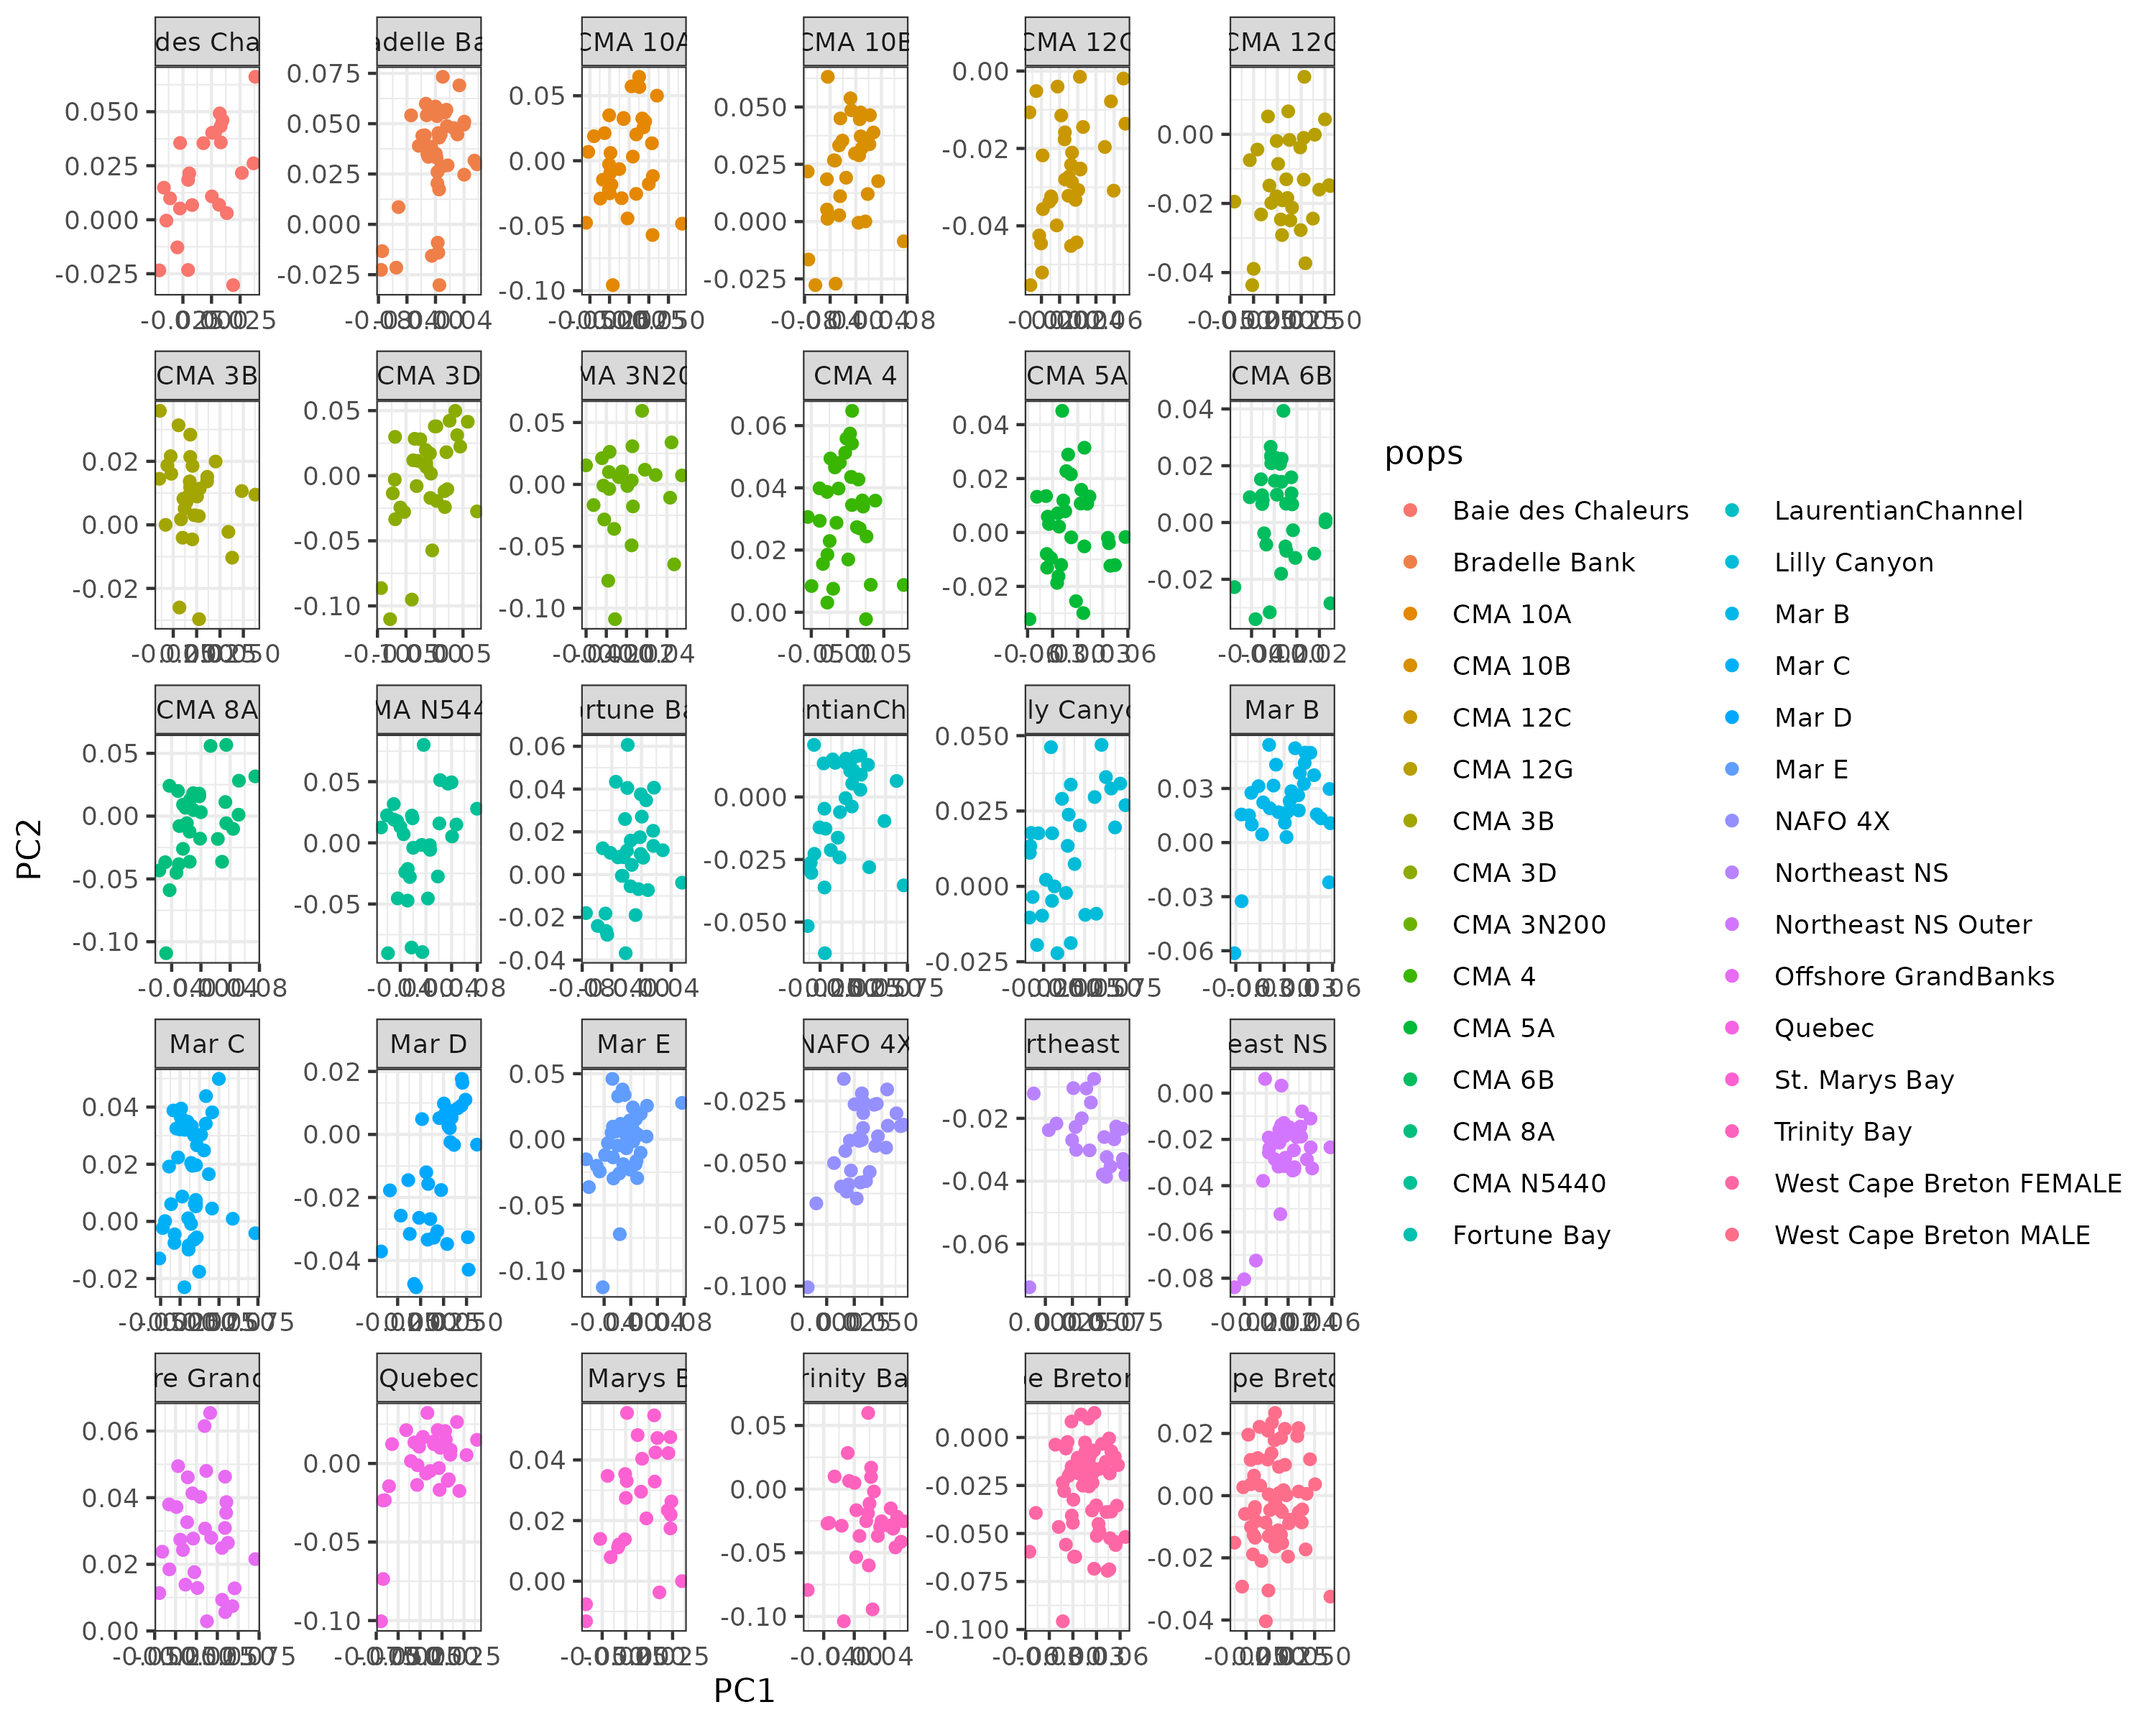 des Cha
adelle Ba
CMA 10A
CMA 10B
CMA 12C
CMA 12G
0.050
0.025
0.000
-0.025
0.075
0.050
0.025
0.000
-0.025
0.05
0.00
-0.05
-0.10
0.050
0.025
0.000
-0.025
0.00
-0.02
-0.04
0.00
-0.02
-0.04
CMA 3B
CMA 3D
MA 3N20
CMA 4
CMA 5A
CMA 6B
0.02
0.00
-0.02
0.05
0.00
-0.05
-0.10
0.05
0.00
-0.05
-0.10
0.06
0.04
0.02
0.00
0.04
0.02
0.00
-0.02
0.04
0.02
0.00
-0.02
CMA 8A
MA N544
rtune Ba
entianCh
lly Canyo
Mar B
0.05
0.00
-0.05
-0.10
0.05
0.00
-0.05
0.06
0.04
0.02
0.00
-0.02
-0.04
0.000
-0.025
-0.050
0.050
0.025
0.000
-0.025
0.03
0.00
-0.03
-0.06
Mar C
Mar D
Mar E
NAFO 4X
rtheast
east NS
0.04
0.02
0.00
-0.02
0.02
0.00
-0.02
-0.04
0.05
0.00
-0.05
-0.10
-0.025
-0.050
-0.075
-0.100
-0.02
-0.04
-0.06
0.00
-0.02
-0.04
-0.06
-0.08
re Grand
Quebec
Marys B
rinity Ba
e Breton
pe Breto
0.06
0.04
0.02
0.00
0.00
-0.05
-0.10
0.04
0.02
0.00
0.05
0.00
-0.05
-0.10
0.000
-0.025
-0.050
-0.075
-0.100
0.02
0.00
-0.02
-0.04
PC1
PC2
pops
Baie des Chaleurs
Bradelle Bank
CMA 10A
CMA 10B
CMA 12C
CMA 12G
CMA 3B
CMA 3D
CMA 3N200
CMA 4
CMA 5A
CMA 6B
CMA 8A
CMA N5440
Fortune Bay
LaurentianChannel
Lilly Canyon
Mar B
Mar C
Mar D
Mar E
NAFO 4X
Northeast NS
Northeast NS Outer
Offshore GrandBanks
Quebec
St. Marys Bay
Trinity Bay
West Cape Breton FEMALE
West Cape Breton MALE